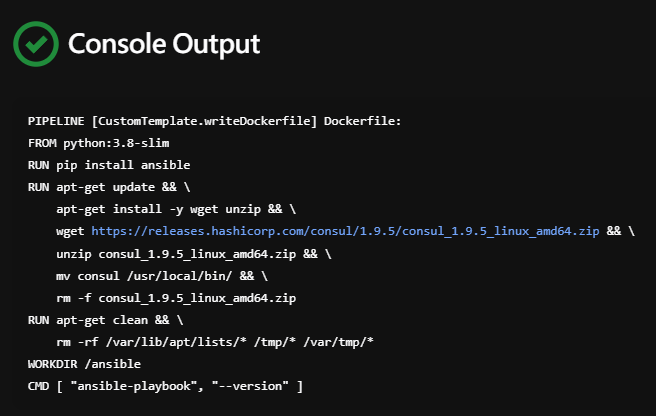 Console Output
PIPELINE [CustomTemplate.writeDockerfile] Dockerfile:
FROM python:3.8-slim
RUN pip install ansible
RUN apt-get update && \
    apt-get install -y wget unzip && \
    wget https://releases.hashicorp.com/consul/1.9.5/consul_1.9.5_linux_amd64.zip && \
    unzip consul_1.9.5_linux_amd64.zip && \
    mv consul /usr/local/bin/ && \
    rm -f consul_1.9.5_linux_amd64.zip
RUN apt-get clean && \
    rm -rf /var/lib/apt/lists/* /tmp/* /var/tmp/*
WORKDIR /ansible
CMD [ "ansible-playbook", "--version" ]